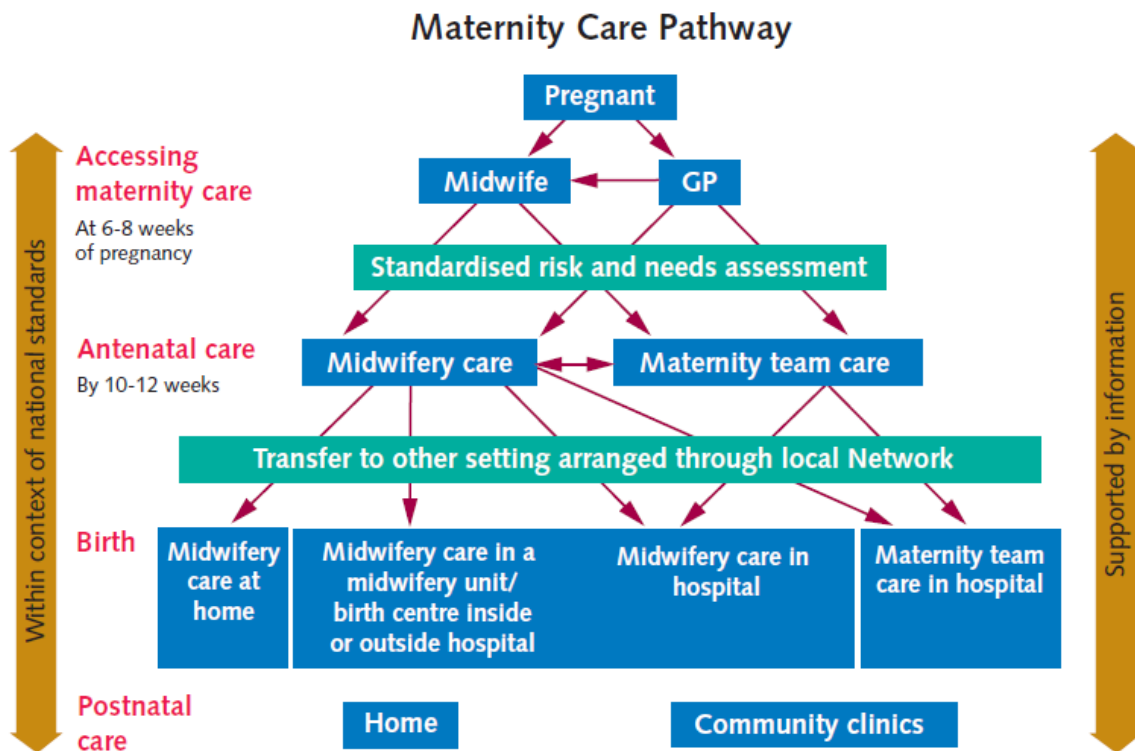 Maternity Care Pathway
Pregnant
Accessing
maternity care
At 6-8 weeks
of pregnancy
Midwife
GP
Standardised risk and needs assessment
Antenatal care
By 10-12 weeks
Midwifery care
Maternity team care
Transfer to other setting arranged through local Network
Birth
Midwifery
care at
home
Midwifery care in a
midwifery unit/
birth centre inside
or outside hospital
Midwifery care in
hospital
Maternity team
care in hospital
Postnatal
care
Home
Community clinics
Within context of national standards
Supported by information